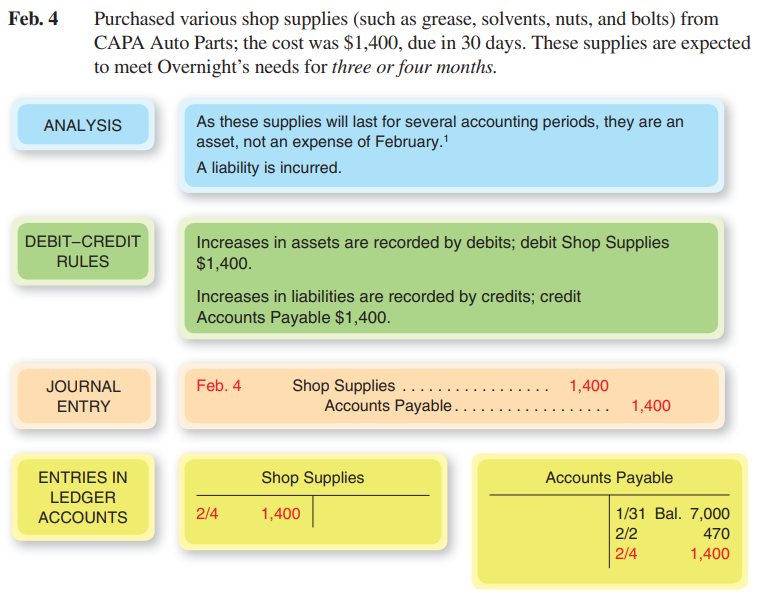 Feb. 4 Purchased various shop supplies (such as grease, solvents, nuts, and bolts) from
CAPA Auto Parts; the cost was $1,400, due in 30 days. These supplies are expected
to meet Overnight’s needs for three or four months.
ANALYSIS
As these supplies will last for several accounting periods, they are an
asset, not an expense of February.¹
A liability is incurred.
DEBIT–CREDIT
RULES
Increases in assets are recorded by debits; debit Shop Supplies
$1,400.
Increases in liabilities are recorded by credits; credit
Accounts Payable $1,400.
JOURNAL
ENTRY
Feb. 4 Shop Supplies . . . . . . . . . . . . . . . . . 1,400
Accounts Payable . . . . . . . . . . . . . . . . . . 1,400
ENTRIES IN
LEDGER
ACCOUNTS
Shop Supplies
2/4 1,400
Accounts Payable
1/31 Bal. 7,000
2/2 470
2/4 1,400